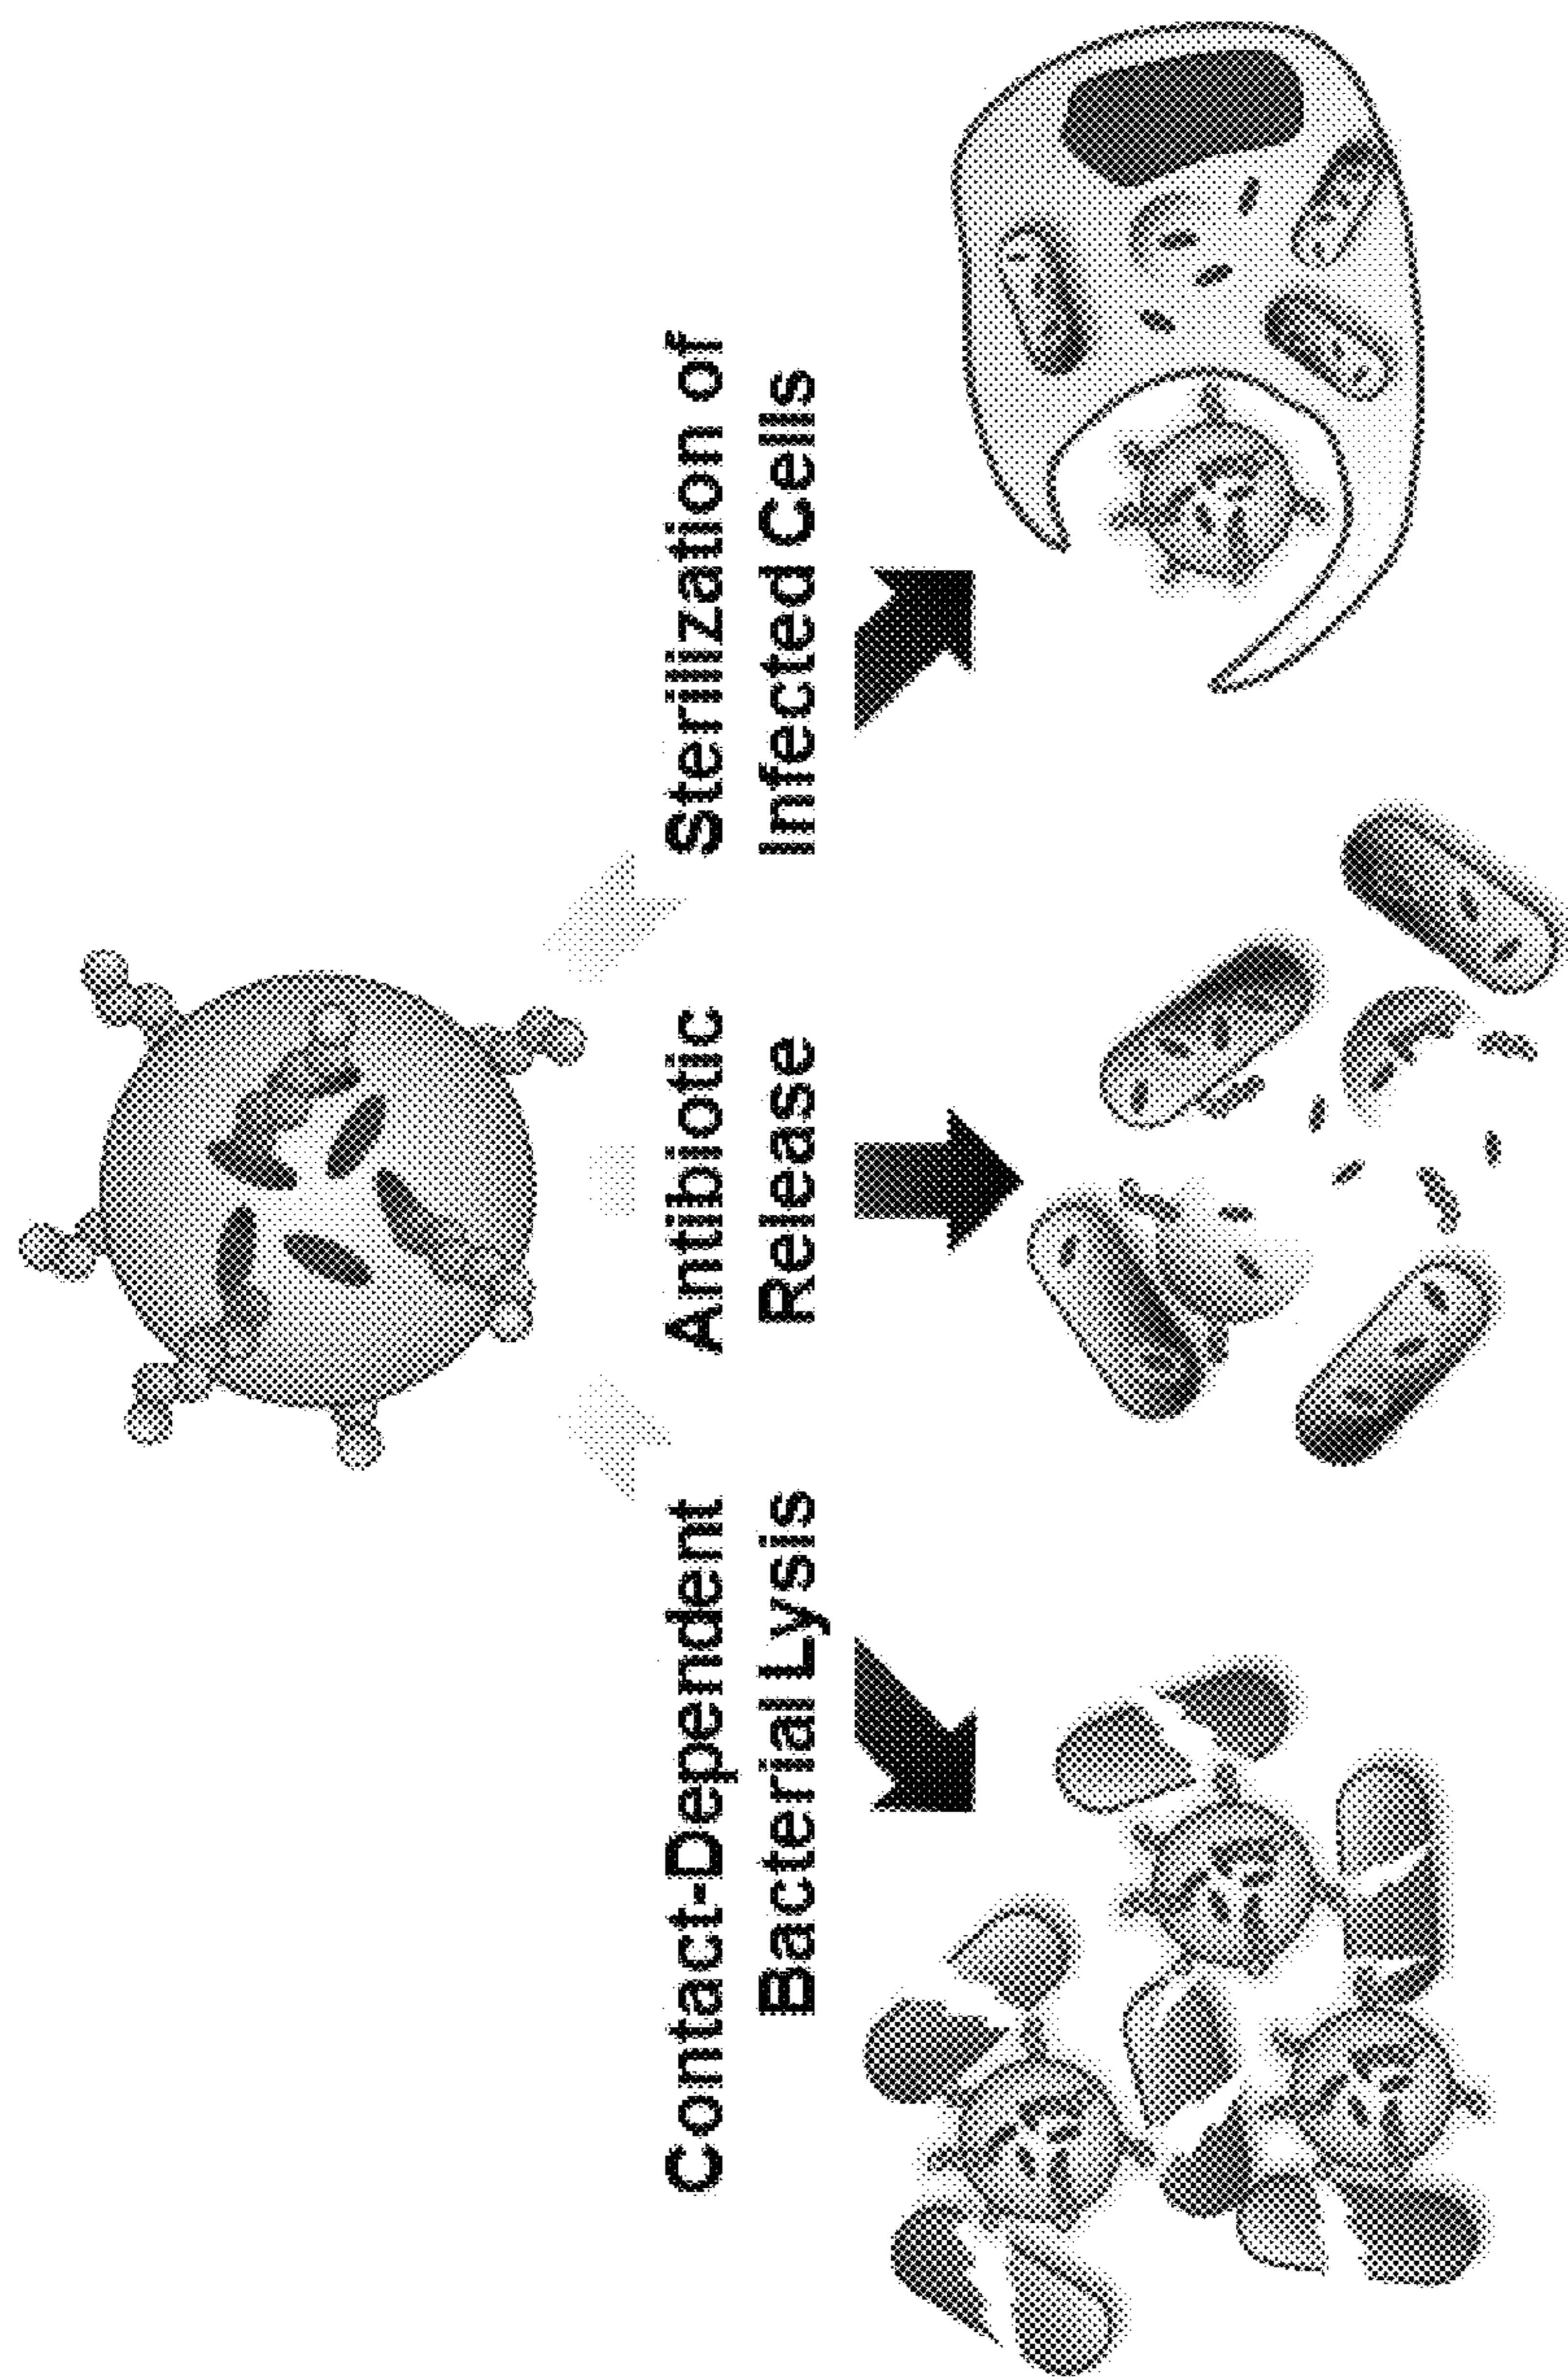 Contact-Dependent
Bacterial Lysis
Antibiotic
Release
Sterilization of
Infected Cells